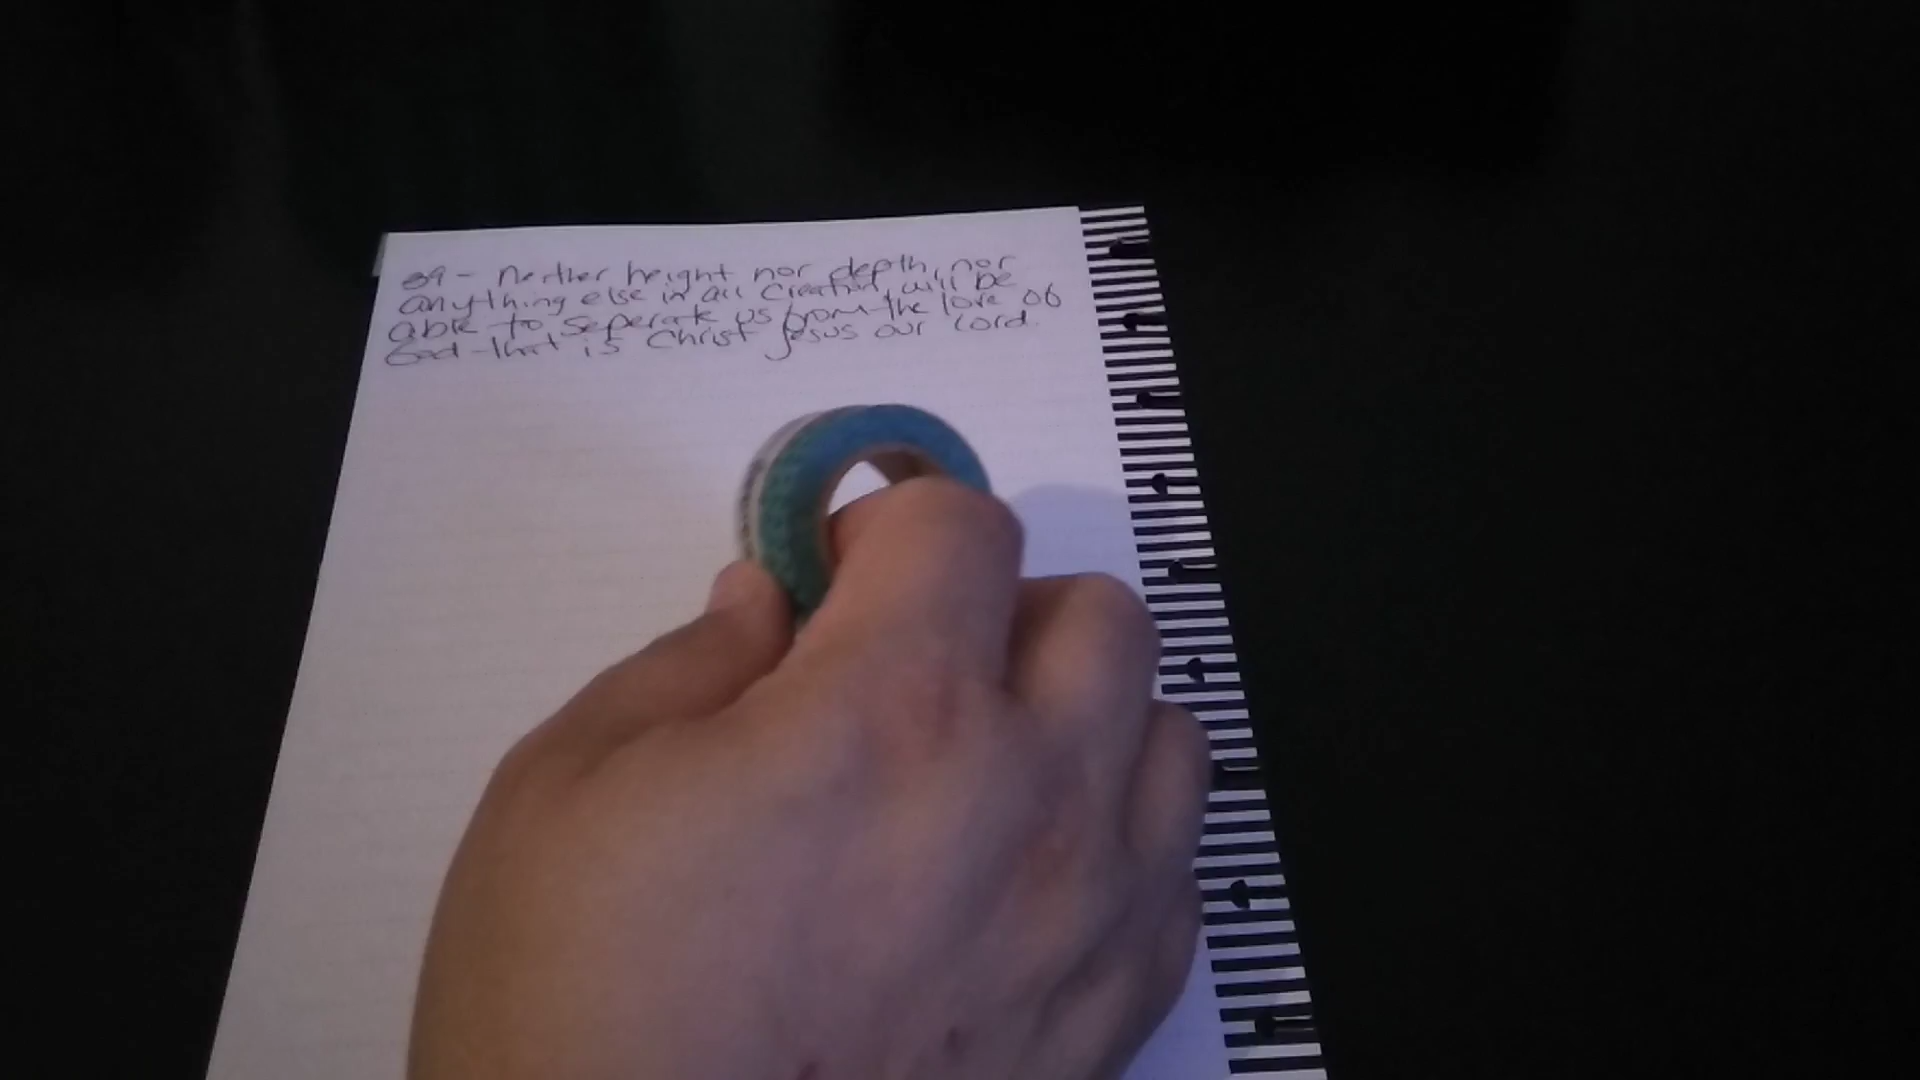 39 - Neither height nor depth, nor
anything else in all creation, will be
able to seperate us from the love of
God that is Christ Jesus our Lord.